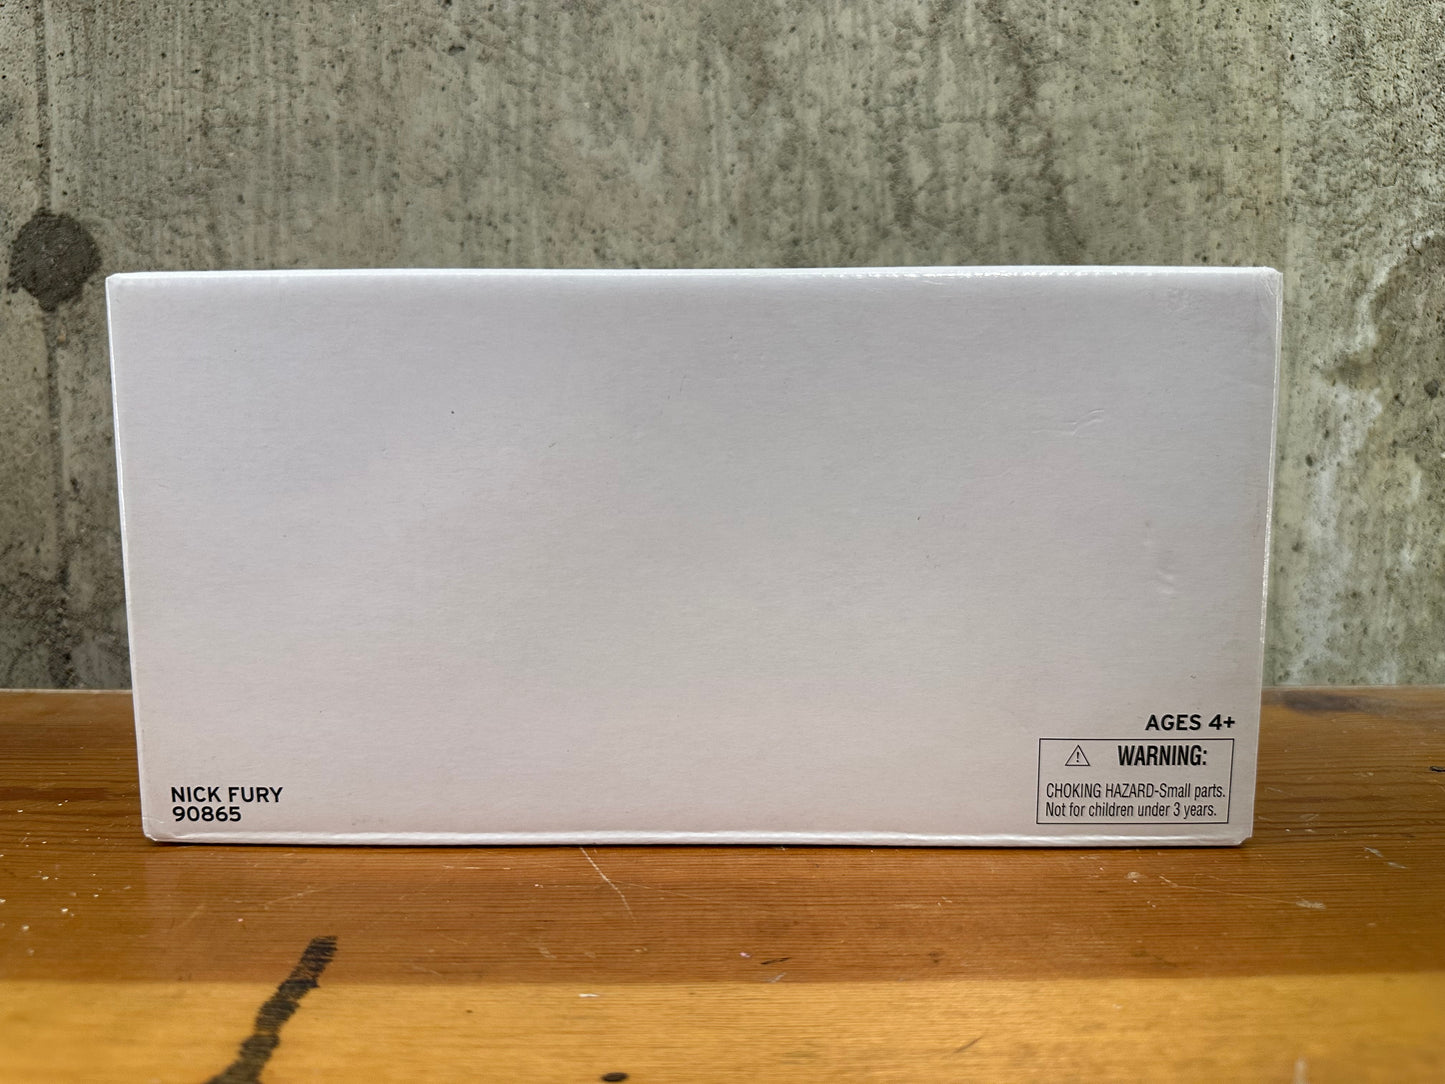 NICK FURY
90865
AGES 4+
WARNING:
CHOKING HAZARD-Small parts.
Not for children under 3 years.